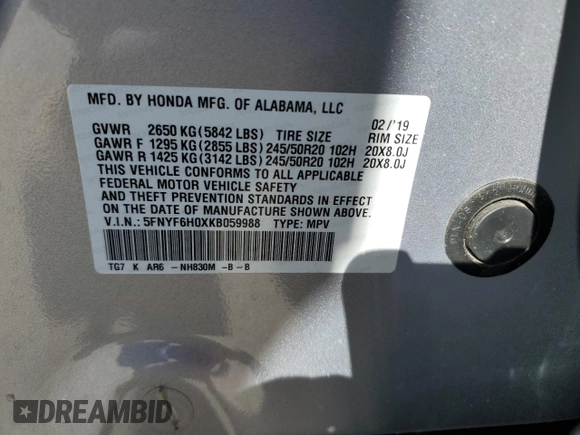 MFD. BY HONDA MFG. OF ALABAMA, LLC
GVWR 2650 KG(5842 LBS) TIRE SIZE 02/'19 RIM SIZE
GAWR F 1295 KG(2855 LBS)245/50R20 102H 20X8.0J
GAWR R 1425 KG(3142 LBS)245/50R20 102H 20X8.0J
THIS VEHICLE CONFORMS TO ALL APPLICABLE
FEDERAL MOTOR VEHICLE SAFETY
AND THEFT PREVENTION STANDARDS IN EFFECT
ON THE DATE OF MANUFACTURE SHOWN ABOVE.
V.I.N.: 5FNYF6H0XKB059988 TYPE: MPV
TG7 K AR6 -NH830M -B-B
DREAMBID